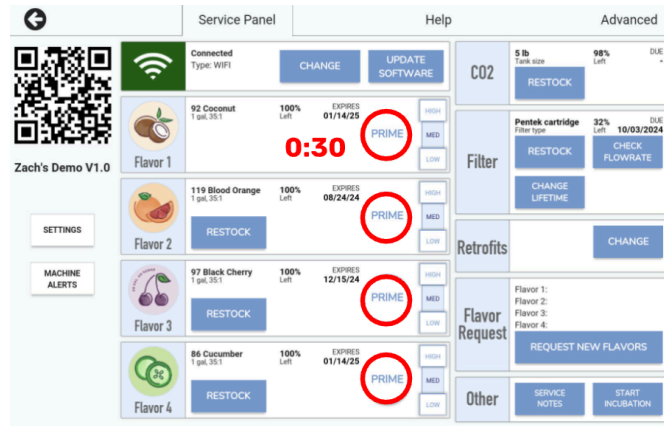 Service Panel
Help
Advanced
Zach's Demo V1.0
SETTINGS
MACHINE
ALERTS
Connected
Type: WIFI
CHANGE
UPDATE
SOFTWARE
92 Coconut
1 gal, 35:1
100%
Left
EXPIRES
01/14/25
0:30
PRIME
HIGH
MED
LOW
Flavor 1
119 Blood Orange
1 gal, 35:1
100%
Left
EXPIRES
08/24/24
RESTOCK
PRIME
HIGH
MED
LOW
Flavor 2
97 Black Cherry
1 gal, 35:1
100%
Left
EXPIRES
12/15/24
RESTOCK
PRIME
HIGH
MED
LOW
Flavor 3
86 Cucumber
1 gal, 35:1
100%
Left
EXPIRES
01/14/25
RESTOCK
PRIME
HIGH
MED
LOW
Flavor 4
CO2
5 lb
Tank size
98%
Left
DUE
-
RESTOCK
Filter
Pentek cartridge
Filter type
32%
Left
DUE
10/03/2024
RESTOCK
CHECK
FLOWRATE
CHANGE
LIFETIME
Retrofits
CHANGE
Flavor
Request
Flavor 1:
Flavor 2:
Flavor 3:
Flavor 4:
REQUEST NEW FLAVORS
Other
SERVICE
NOTES
START
INCUBATION